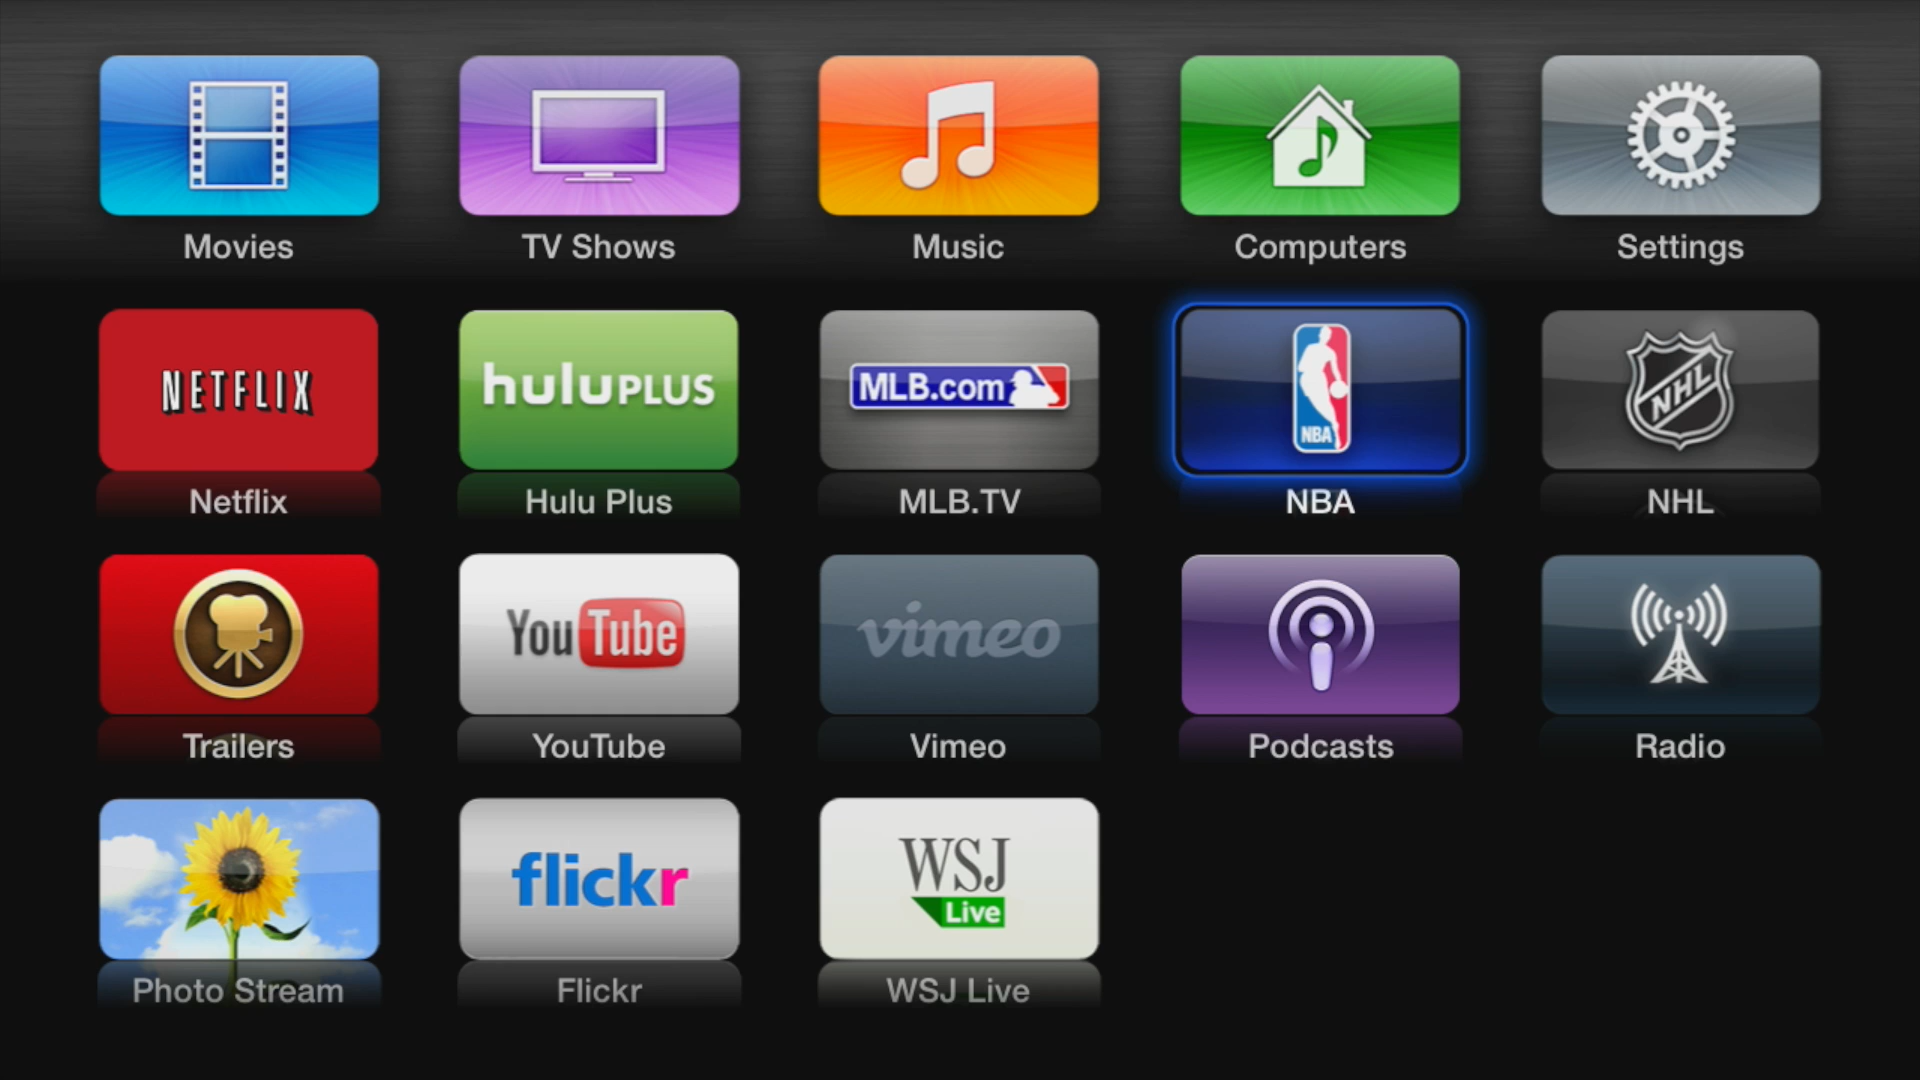 Movies
TV Shows
Music
Computers
Settings
NETFLIX
huluPLUS
MLB.com
NBA
NHL
Netflix
Hulu Plus
MLB.TV
NBA
NHL
YouTube
vimeo
Trailers
YouTube
Vimeo
Podcasts
Radio
flickr
WSJ
Live
Photo Stream
Flickr
WSJ Live